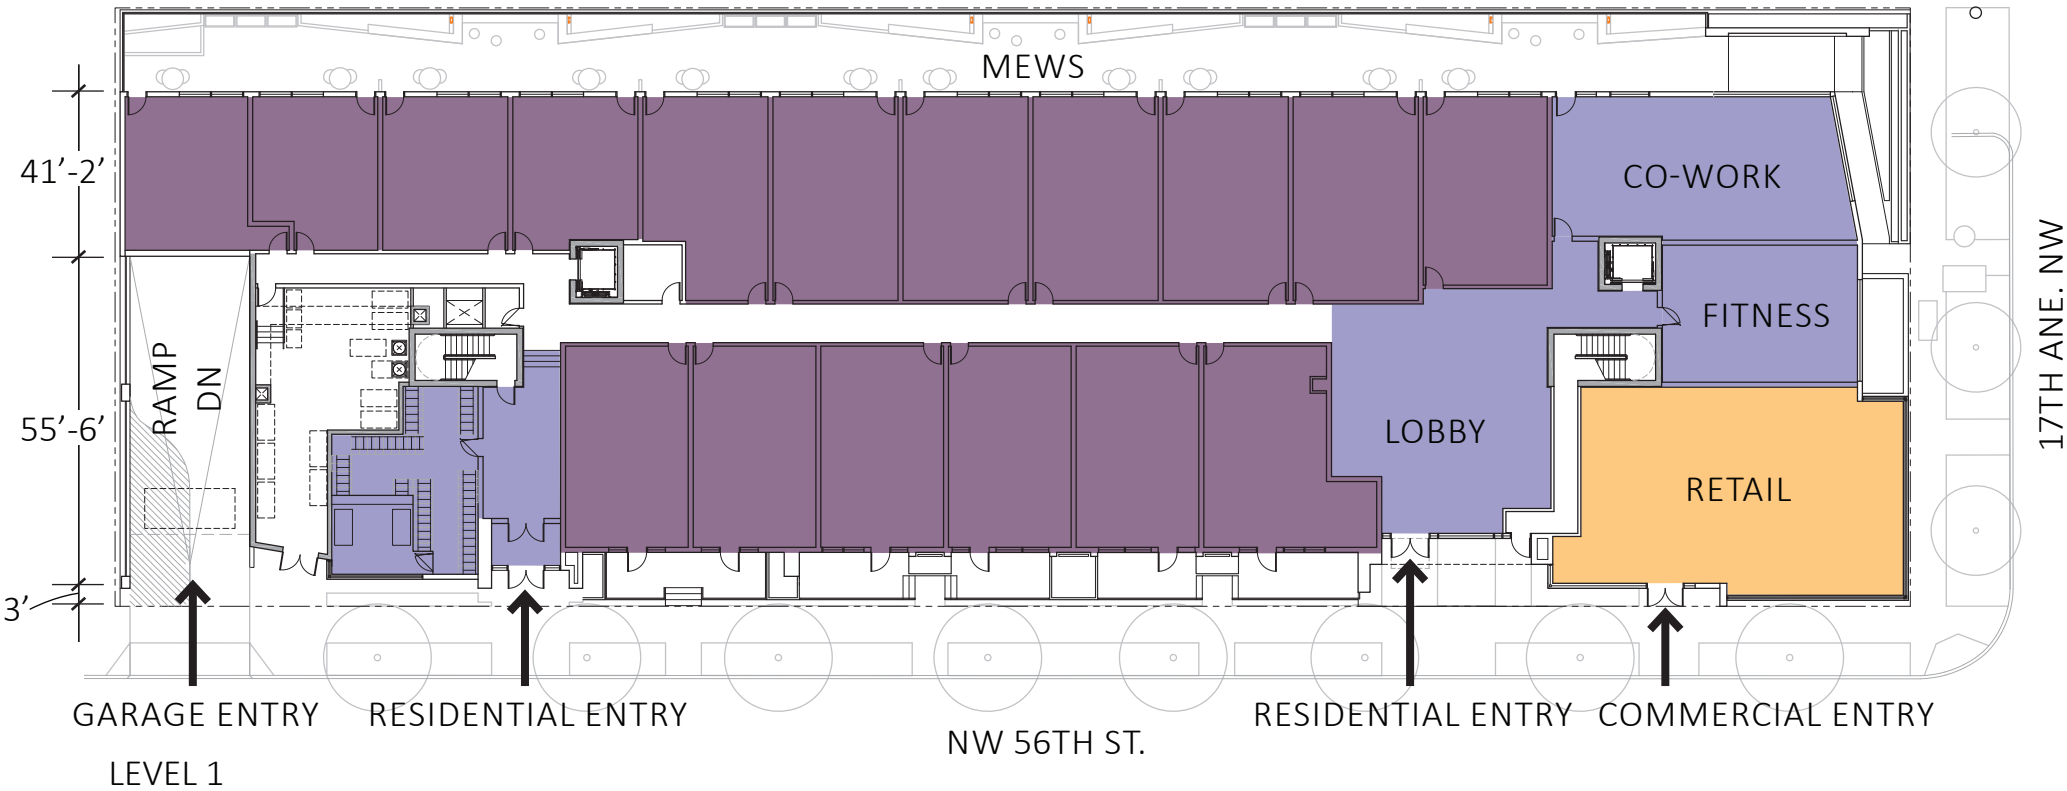 MEWS
41’-2’
CO-WORK
17TH ANE. NW
FITNESS
RAMP
DN
55’-6’
LOBBY
RETAIL
3’
GARAGE ENTRY
RESIDENTIAL ENTRY
RESIDENTIAL ENTRY
COMMERCIAL ENTRY
NW 56TH ST.
LEVEL 1